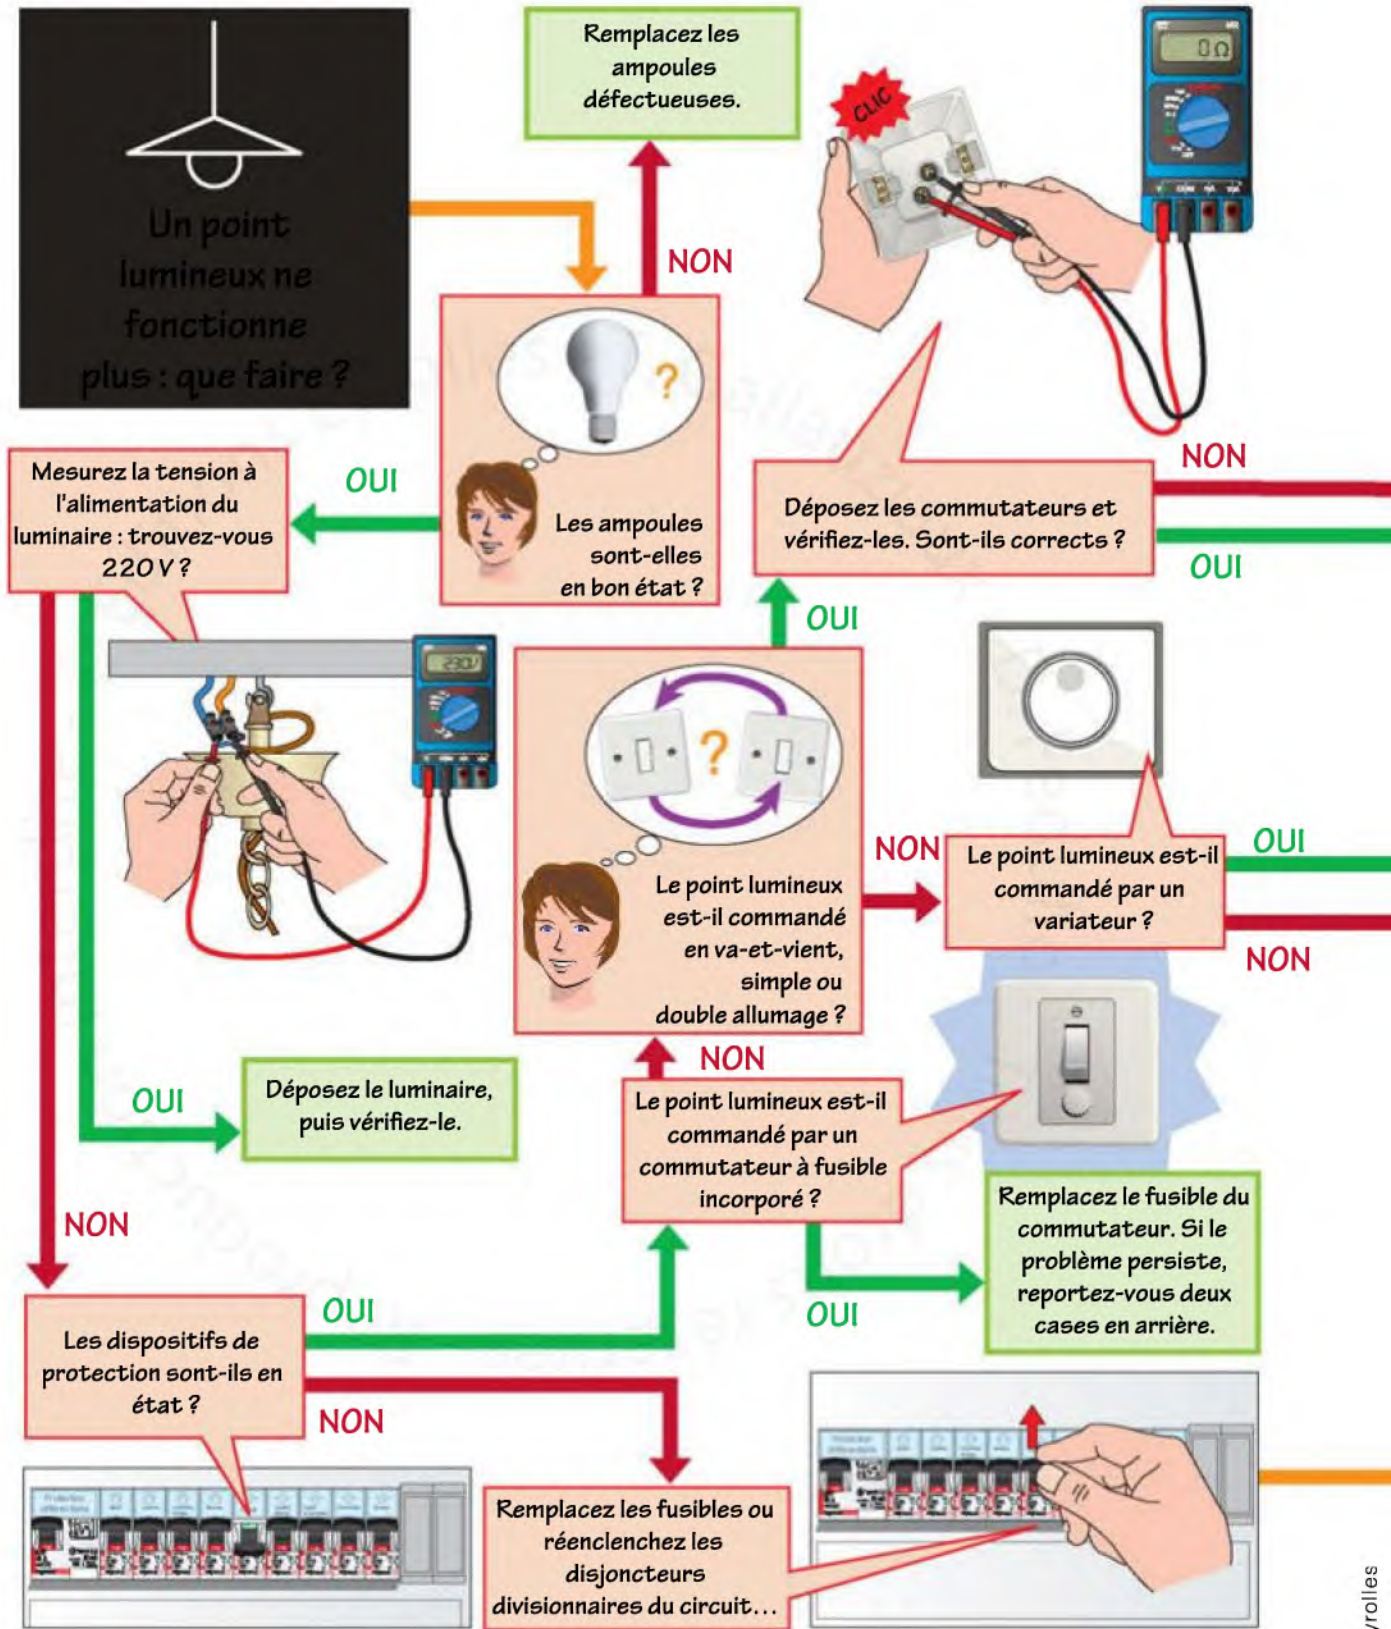 Un point
lumineux ne
fonctionne
plus : que faire ?
Remplacez les
ampoules
défectueuses.
CLIC
0 Ω
NON
?
Les ampoules
sont-elles
en bon état ?
OUI
Mesurez la tension à
l'alimentation du
luminaire : trouvez-vous
220 V ?
230V
Déposez les commutateurs et
vérifiez-les. Sont-ils corrects ?
NON
OUI
OUI
?
Le point lumineux
est-il commandé
en va-et-vient,
simple ou
double allumage ?
NON
Le point lumineux est-il
commandé par un
variateur ?
OUI
NON
OUI
Déposez le luminaire,
puis vérifiez-le.
NON
Le point lumineux est-il
commandé par un
commutateur à fusible
incorporé ?
NON
OUI
Remplacez le fusible du
commutateur. Si le
problème persiste,
reportez-vous deux
cases en arrière.
Les dispositifs de
protection sont-ils en
état ?
OUI
NON
Remplacez les fusibles ou
réenclenchez les
disjoncteurs
divisionnaires du circuit...
yrolles